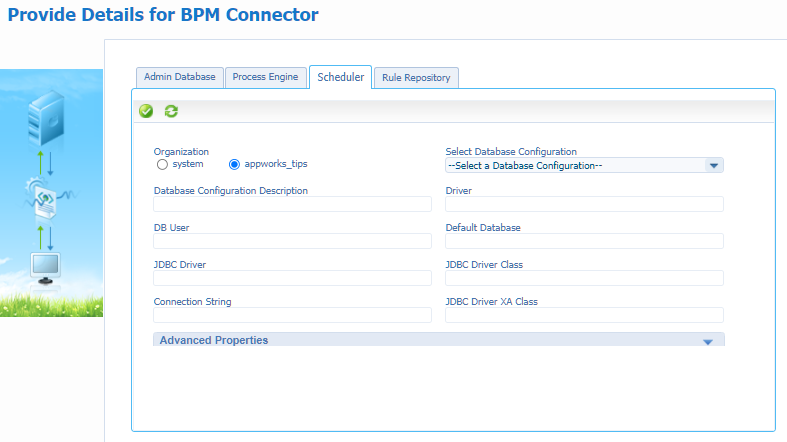 Provide Details for BPM Connector
Admin Database Process Engine Scheduler Rule Repository
Organization Select Database Configuration
system appworks_tips --Select a Database Configuration--
Database Configuration Description Driver
DB User Default Database
JDBC Driver JDBC Driver Class
Connection String JDBC Driver XA Class
Advanced Properties